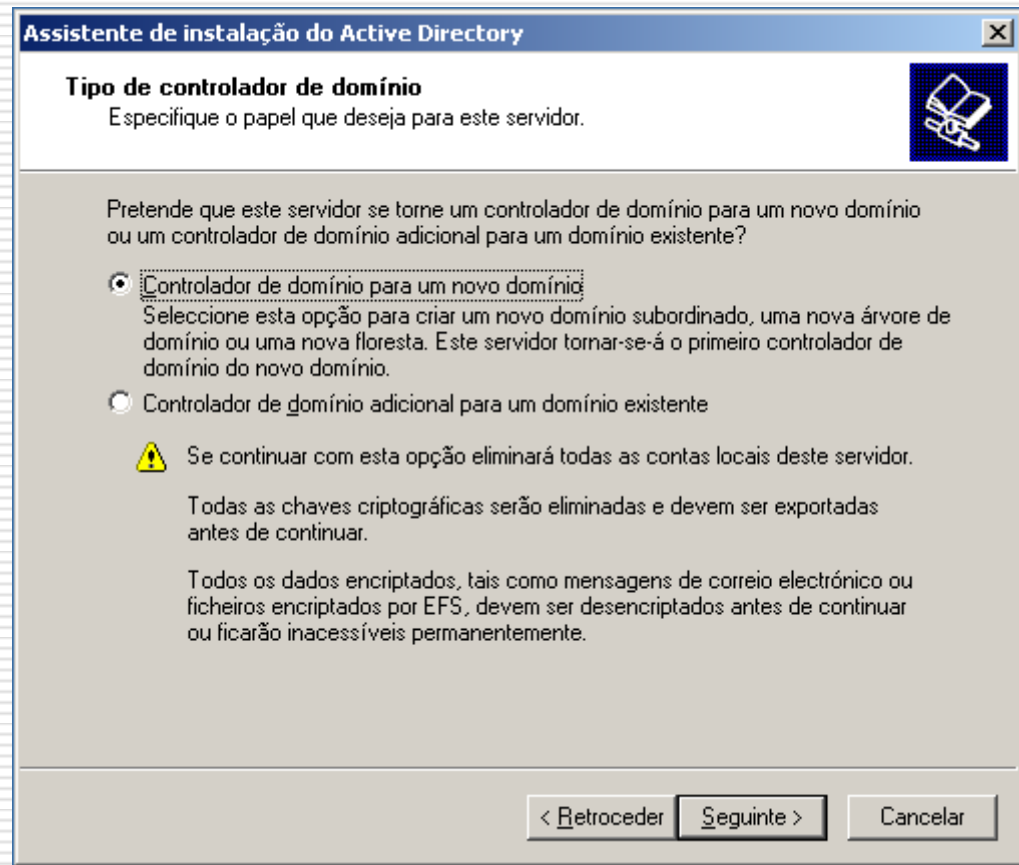 Assistente de instalação do Active Directory
Tipo de controlador de domínio
Especifique o papel que deseja para este servidor.
Pretende que este servidor se torne um controlador de domínio para um novo domínio
ou um controlador de domínio adicional para um domínio existente?
Controlador de domínio para um novo domínio
Seleccione esta opção para criar um novo domínio subordinado, uma nova árvore de
domínio ou uma nova floresta. Este servidor tornar-se-á o primeiro controlador de
domínio do novo domínio.
Controlador de domínio adicional para um domínio existente
Se continuar com esta opção eliminará todas as contas locais deste servidor.
Todas as chaves criptográficas serão eliminadas e devem ser exportadas
antes de continuar.
Todos os dados encriptados, tais como mensagens de correio electrónico ou
ficheiros encriptados por EFS, devem ser desencriptados antes de continuar
ou ficarão inacessíveis permanentemente.
< Retroceder
Seguinte >
Cancelar